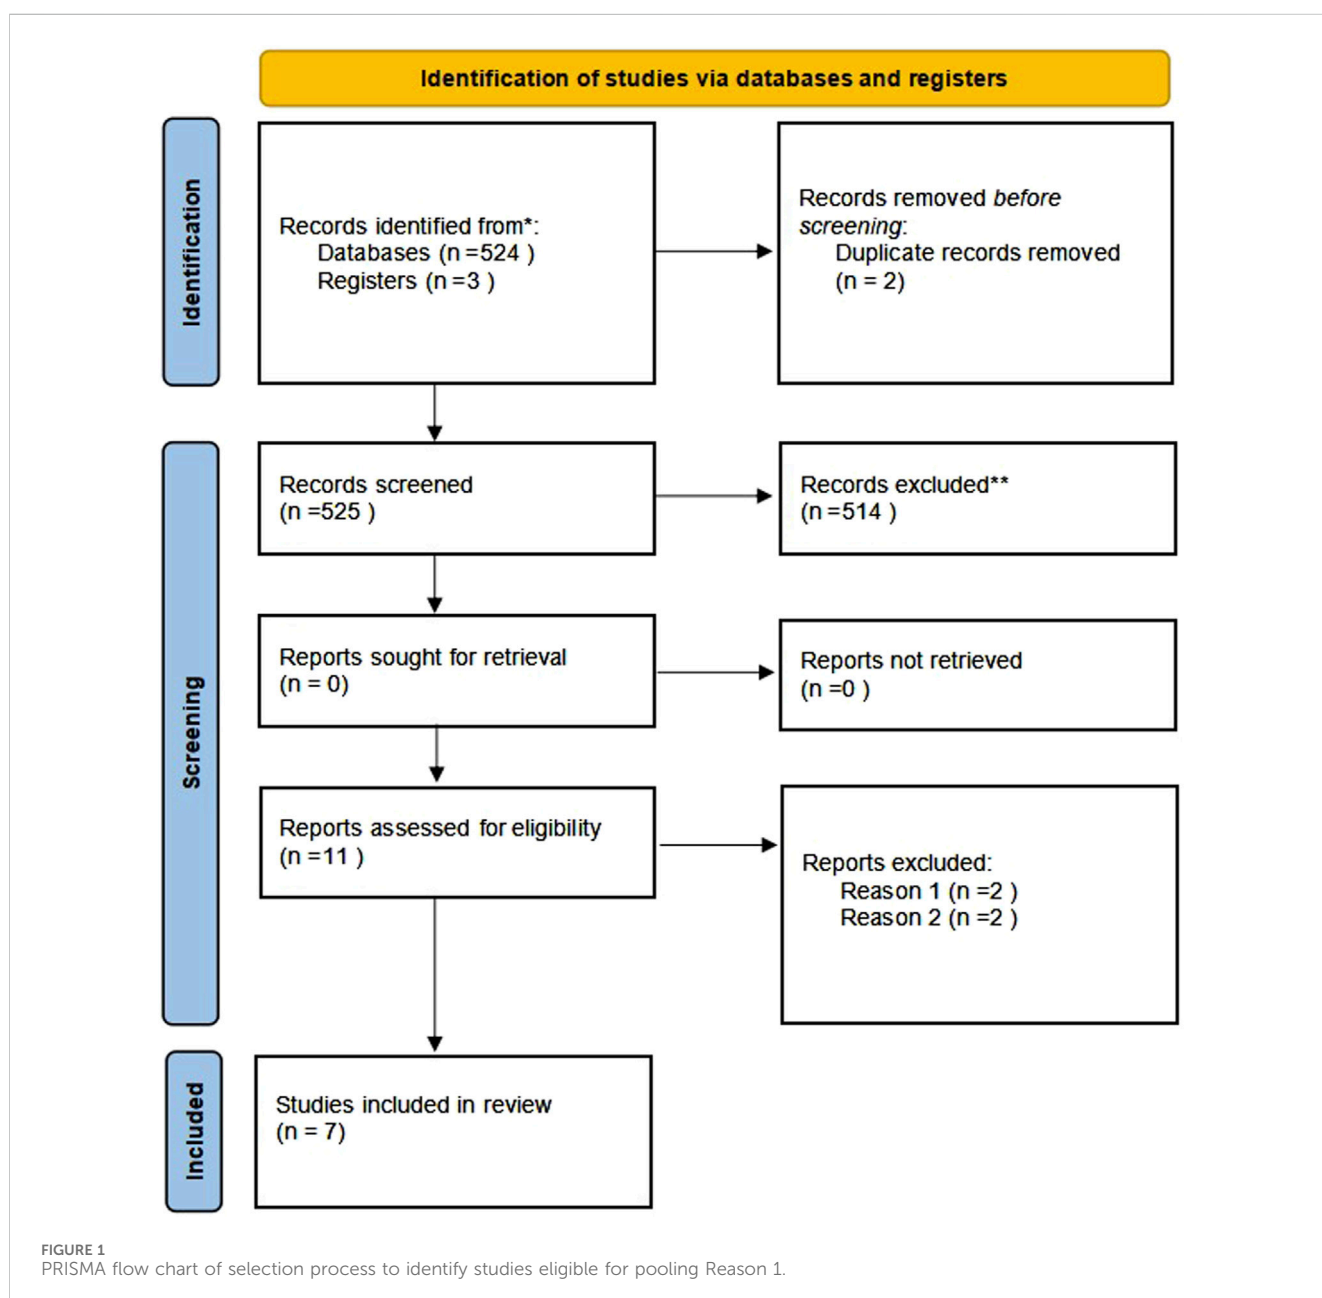 Identification of studies via databases and registers
Identification
Records identified from*:
Databases (n =524 )
Registers (n =3 )
Records removed before
screening:
Duplicate records removed
(n = 2)
Screening
Records screened
(n =525 )
Records excluded**
(n =514 )
Reports sought for retrieval
(n = 0)
Reports not retrieved
(n =0 )
Reports assessed for eligibility
(n =11 )
Reports excluded:
Reason 1 (n =2 )
Reason 2 (n =2 )
Included
Studies included in review
(n = 7)
FIGURE 1
PRISMA flow chart of selection process to identify studies eligible for pooling Reason 1.